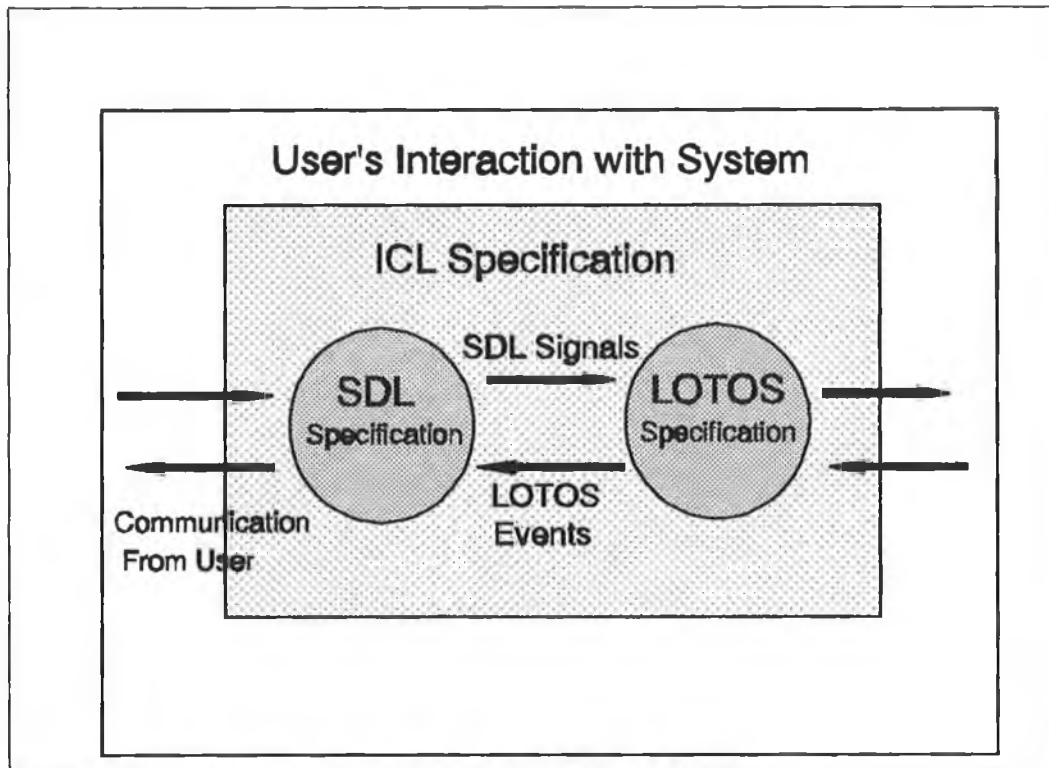 User's Interaction with System
ICL Specification
SDL Signals
SDL
Specification
LOTOS
Specification
LOTOS
Events
Communication
From User